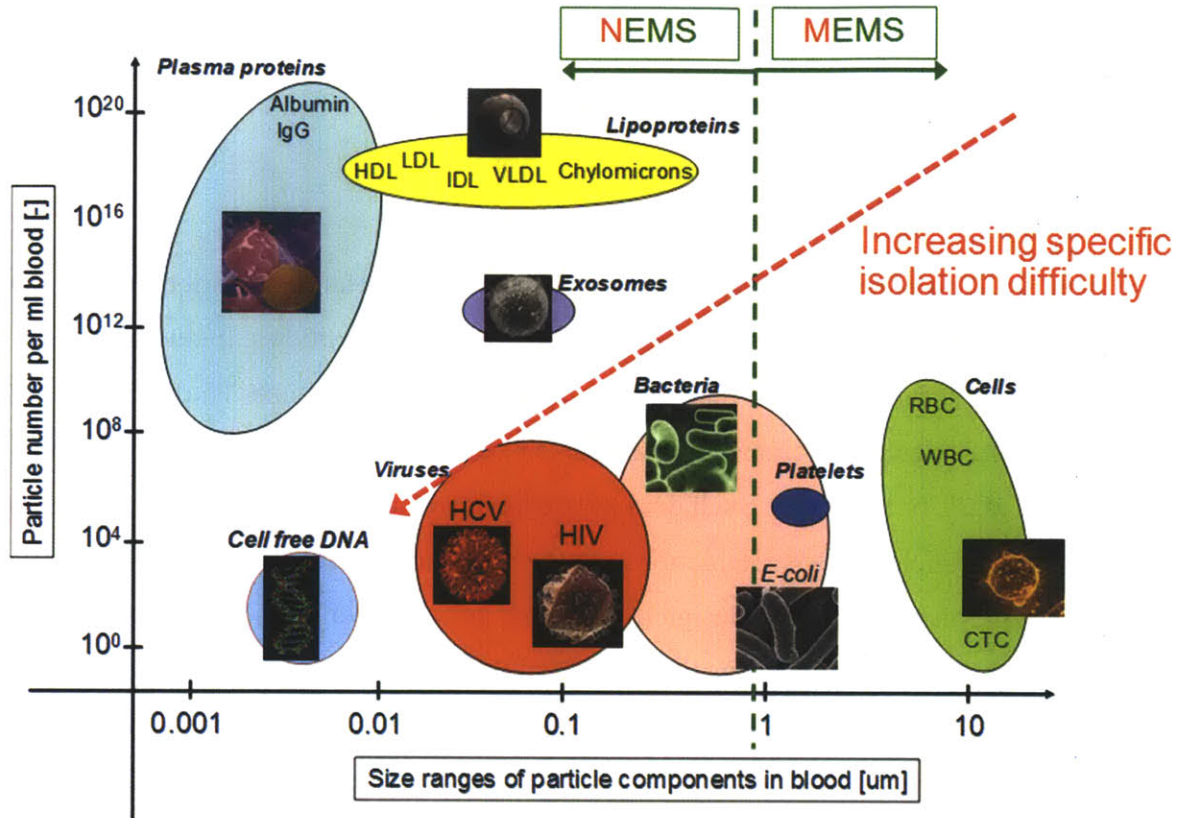 NEMS
MEMS
Plasma proteins
Albumin
IgG
Lipoproteins
HDL
LDL
IDL
VLDL
Chylomicrons
Increasing specific
isolation difficulty
Exosomes
Bacteria
Cells
RBC
WBC
Platelets
Viruses
HCV
HIV
Cell free DNA
E-coli
CTC
10^20
10^16
10^12
10^8
10^4
10^0
Particle number per ml blood [-]
0.001
0.01
0.1
1
10
Size ranges of particle components in blood [um]